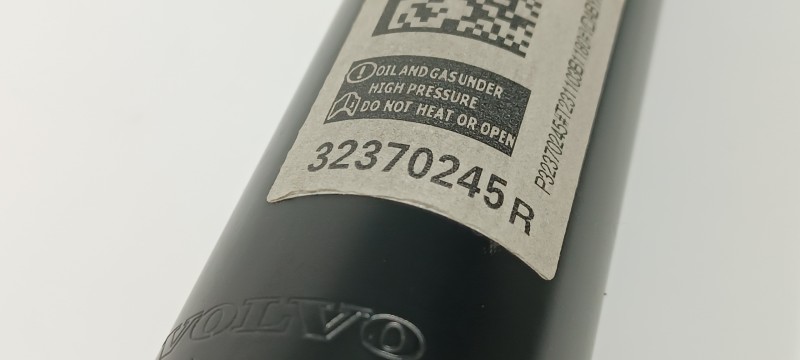 OIL AND GAS UNDER
HIGH PRESSURE
DO NOT HEAT OR OPEN
32370245 R
VOLVO